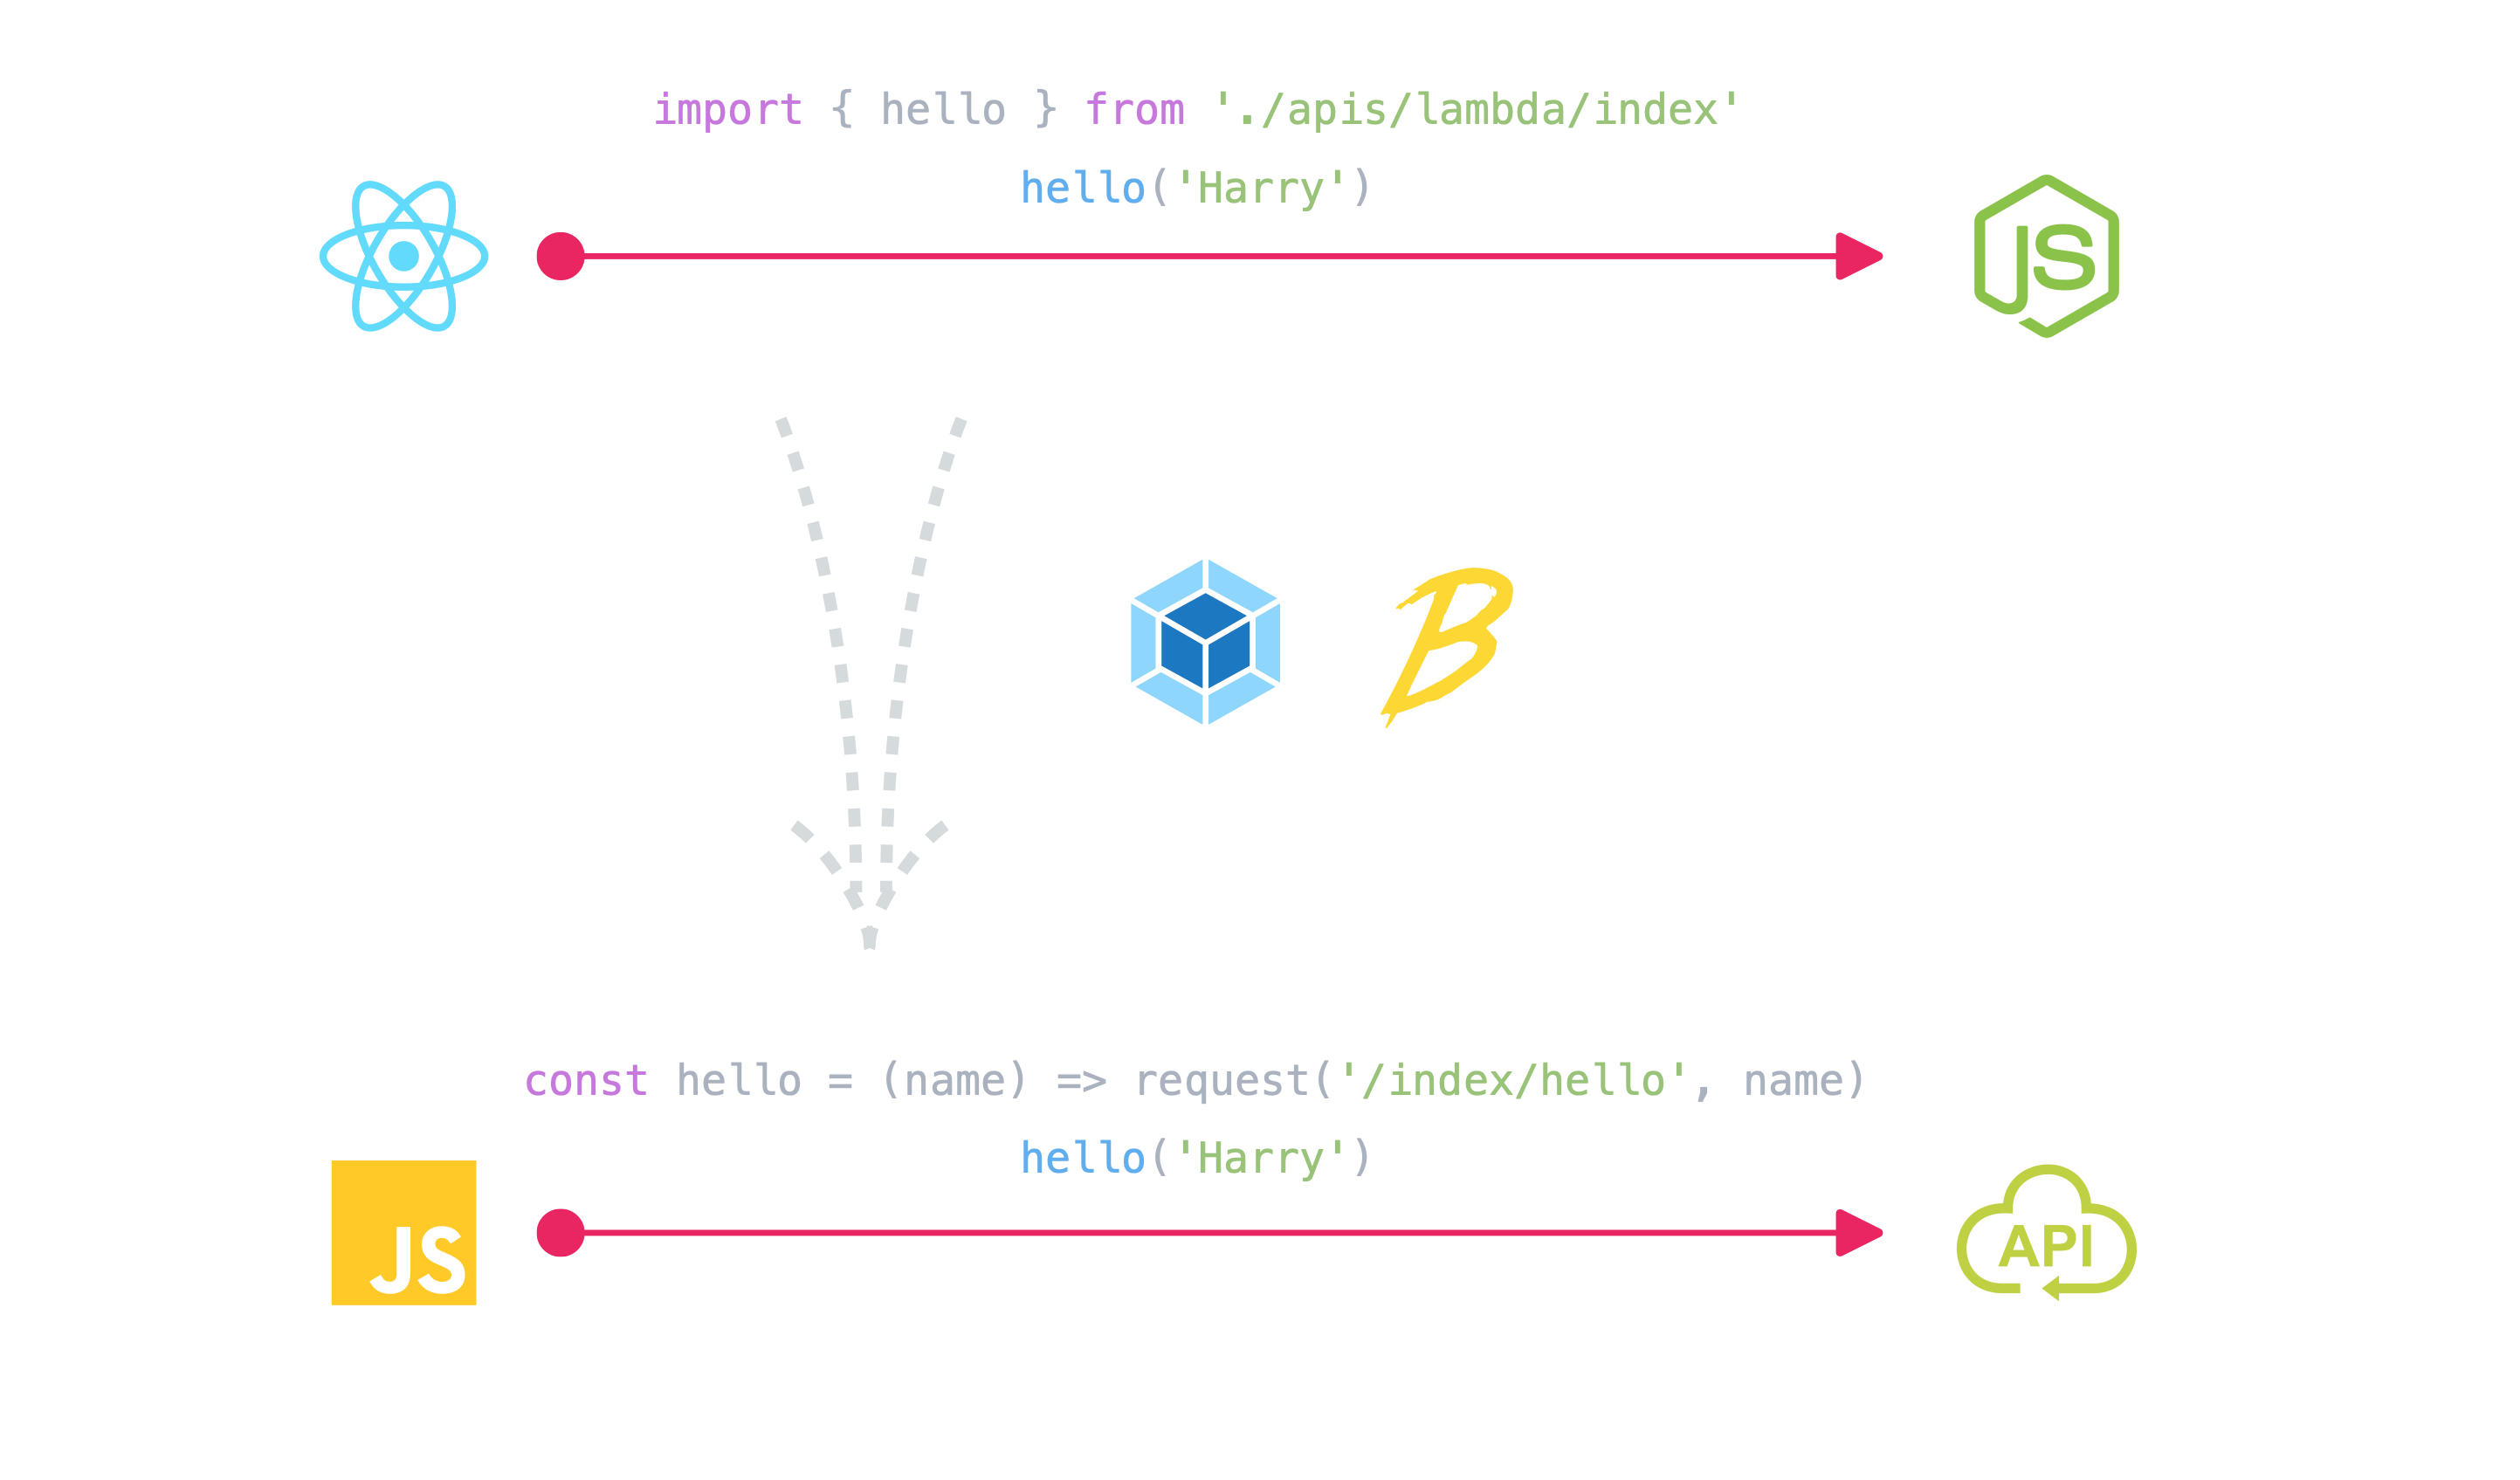 import { hello } from './apis/lambda/index'
hello('Harry')
JS
B
const hello = (name) => request('/index/hello', name)
hello('Harry')
JS
API